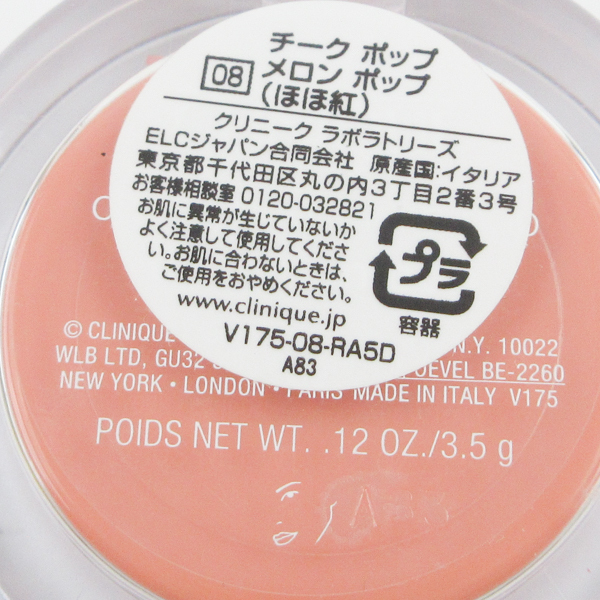 チーク ポップ
08 メロン ポップ
(ほほ紅)
クリニーク ラボラトリーズ
ELCジャパン合同会社 原産国:イタリア
東京都千代田区丸の内3丁目2番3号
お客様相談室 0120-032821
お肌に異常が生じていないか
よく注意して使用してくださ
い。お肌に合わないときは、
ご使用をおやめください。
プラ
容器
www.clinique.jp
V175-08-RA5D
A83
© CLINIQUE N.Y. 10022
WLB LTD, GU32 OEVEL BE-2260
NEW YORK • LONDON • PARIS MADE IN ITALY V175
POIDS NET WT. .12 OZ./3.5 g